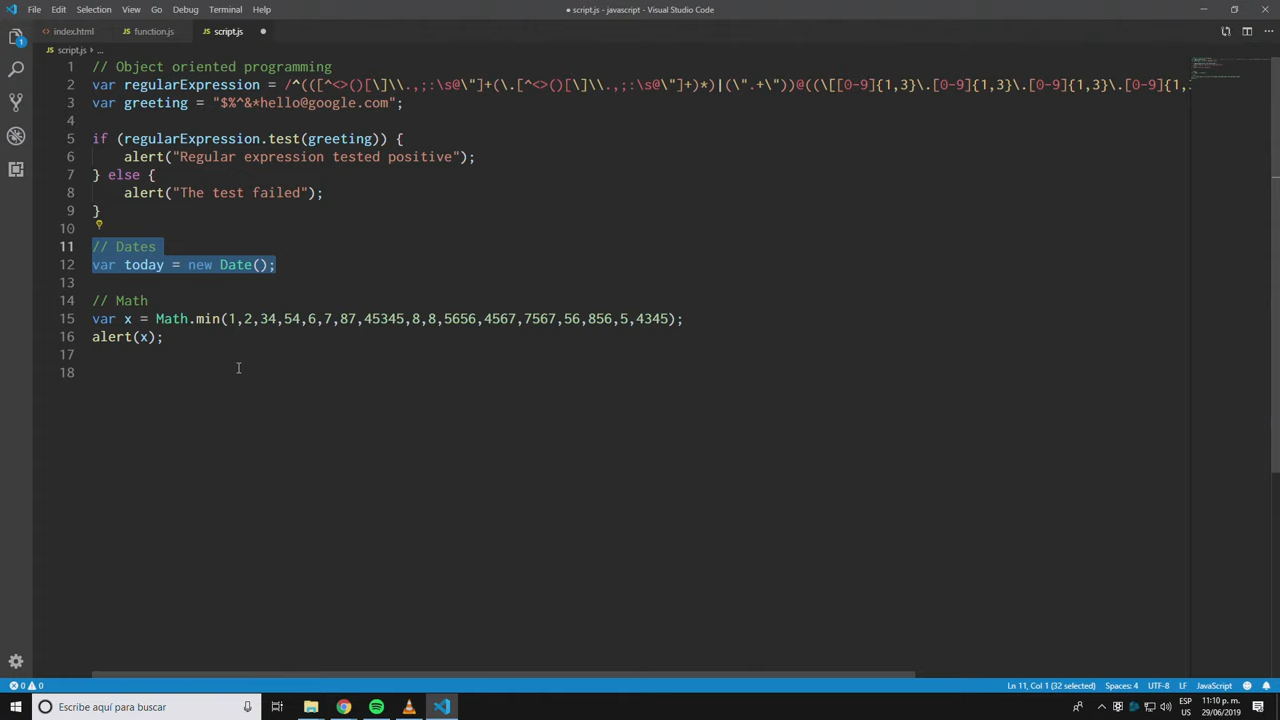 File Edit Selection View Go Debug Terminal Help
● script.js - javascript - Visual Studio Code
index.html
JS function.js
JS script.js ●
JS script.js > ...
1 // Object oriented programming
2 var regularExpression = /^(([^<>()[\]\\.,;:\s@\"]+(\.[^<>()[\]\\.,;:\s@\"]+)*)|(\".+\"))@((\[[0-9]{1,3}\.[0-9]{1,3}\.[0-9]{1,3}\.[0-9]{1,
3 var greeting = "$%^&*hello@google.com";
4
5 if (regularExpression.test(greeting)) {
6 alert("Regular expression tested positive");
7 } else {
8 alert("The test failed");
9 }
10
11 // Dates
12 var today = new Date();
13
14 // Math
15 var x = Math.min(1,2,34,54,6,7,87,45345,8,8,5656,4567,7567,56,856,5,4345);
16 alert(x);
17
18
0 0 Ln 11, Col 1 (32 selected) Spaces: 4 UTF-8 LF JavaScript
Escribe aquí para buscar
ESP
US
11:10 p. m.
29/06/2019